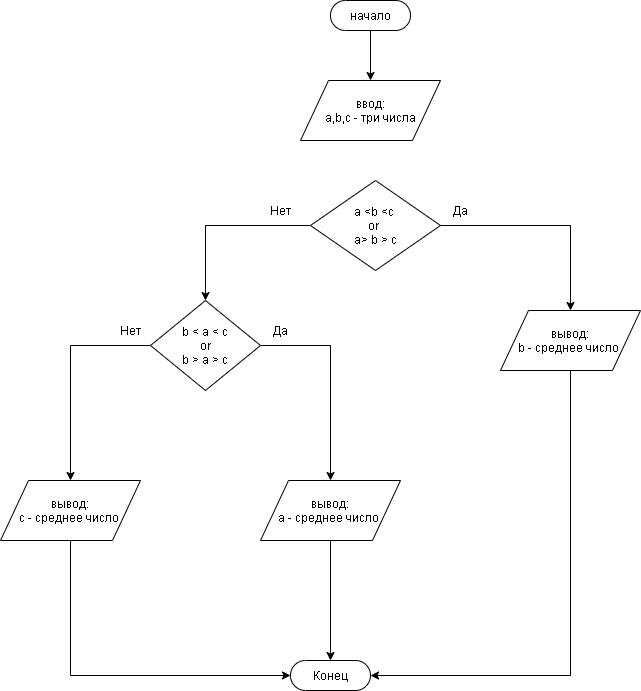 начало
ввод:
a,b,c - три числа
Нет
a <b <c
or
a> b > c
Да
Нет
b < a < c
or
b > a > c
Да
вывод:
b - среднее число
вывод:
c - среднее число
вывод:
a - среднее число
Конец